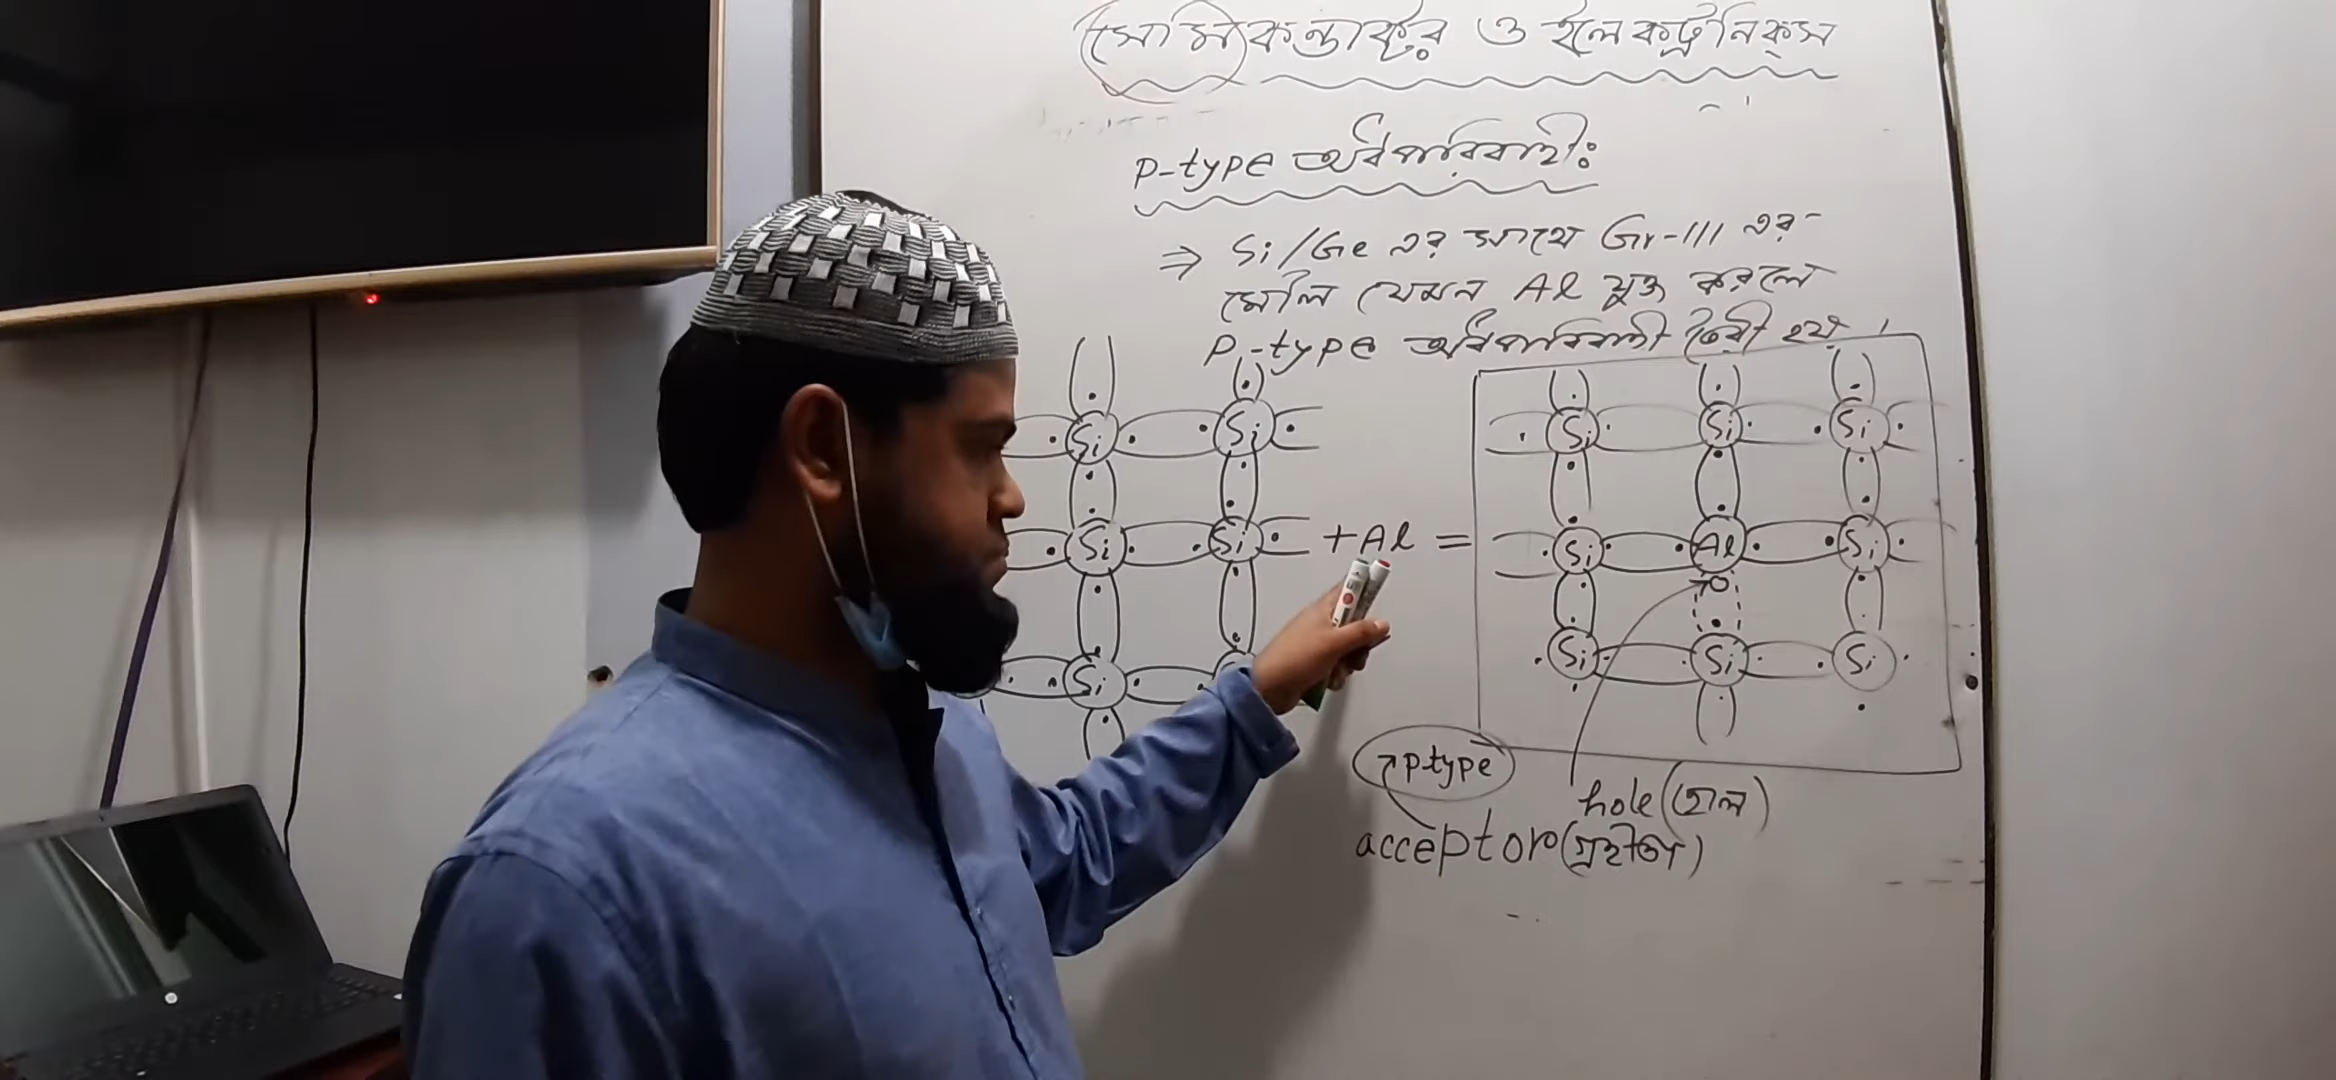 সেমিকন্ডাক্টর ও ইলেকট্রনিক্স
P-type অর্ধপরিবাহী:
⇒ Si/Ge এর সাথে Gr-III এর
মৌল যেমন Al যুক্ত করলে
P-type অর্ধপরিবাহী তৈরী হয়।
Si Si Si Si Si
Si Si + Al = Si Al Si
Si Si Si Si
P-type
hole (হোল)
acceptor (গ্রহীতা)